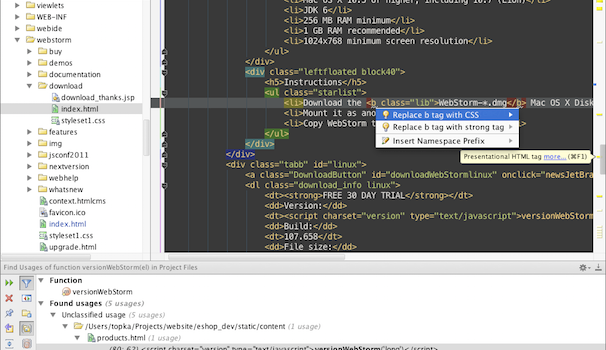 viewlets
WEB-INF
webide
webstorm
buy
demos
documentation
download
download_thanks.jsp
index.html
styleset1.css
features
img
jsconf2011
nextversion
webhelp
whatsnew
context.htmlcms
favicon.ico
index.html
styleset1.css
upgrade.html
<li>Mac OS X 10.5 or higher, including 10.7 (Lion)</li>
<li>JDK 6</li>
<li>256 MB RAM minimum</li>
<li>1 GB RAM recommended</li>
<li>1024x768 minimum screen resolution</li>
</ul>
</div>
<div class="leftfloated block40">
<h5>Instructions</h5>
<ul class="starlist">
<li>Download the <b class="lib">WebStorm-*.dmg</b> Mac OS X Disk
<li>Mount it as ano
<li>Copy WebStorm t
</ul>
</div>
</div>
Replace b tag with CSS
Replace b tag with strong tag
Insert Namespace Prefix
Presentational HTML tag more... (⌘F1)
<div class="tabb" id="linux">
<a class="DownloadButton" id="downloadWebStormlinux" onclick="newsJetBra
<dl class="download_info linux">
<dt><strong>FREE 30 DAY TRIAL</strong></dt>
<dd>Version:</dd>
<dt><script charset="version" type="text/javascript">versionWebStorm
<dd>Build:</dd>
<dt>107.658</dt>
<dd>File size:</dd>
Find Usages of function versionWebStorm(el) in Project Files
Function
versionWebStorm
Found usages (5 usages)
Unclassified usage (5 usages)
/Users/topka/Projects/website/eshop_dev/static/content (1 usage)
products.html (1 usage)
(80: 62) <script charset="version" type="text/javascript">versionWebStorm("long")</script>